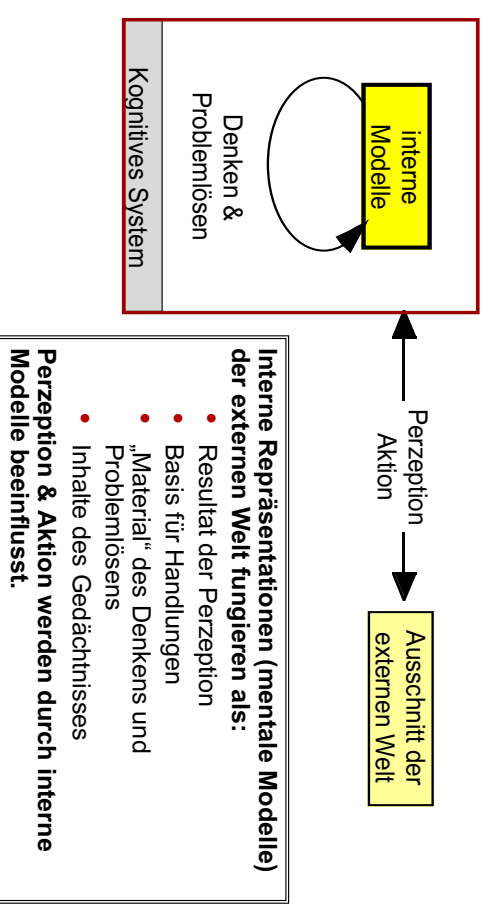 interne
Modelle
Denken &
Problemlösen
Kognitives System
Perzeption
Aktion
Ausschnitt der
externen Welt
Interne Repräsentationen (mentale Modelle)
der externen Welt fungieren als:
• Resultat der Perzeption
• Basis für Handlungen
• „Material“ des Denkens und
Problemlösens
• Inhalte des Gedächtnisses
Perzeption & Aktion werden durch interne
Modelle beeinflusst.